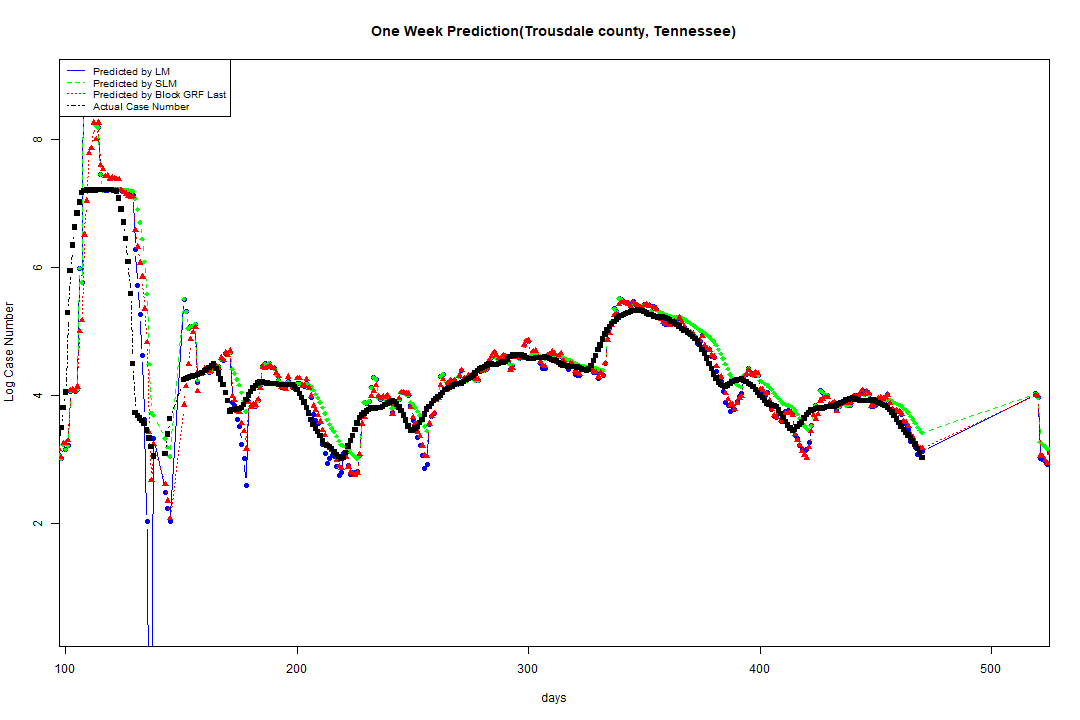 One Week Prediction(Trousdale county, Tennessee)
Predicted by LM
Predicted by SLM
Predicted by Block GRF Last
Actual Case Number
8
6
4
2
Log Case Number
100 200 300 400 500
days